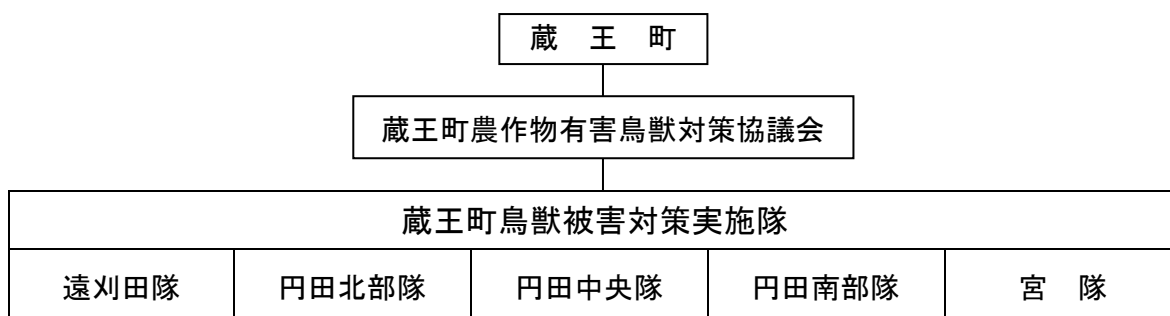 蔵　王　町
蔵王町農作物有害鳥獣対策協議会
蔵王町鳥獣被害対策実施隊
遠刈田隊　円田北部隊　円田中央隊　円田南部隊　宮　隊